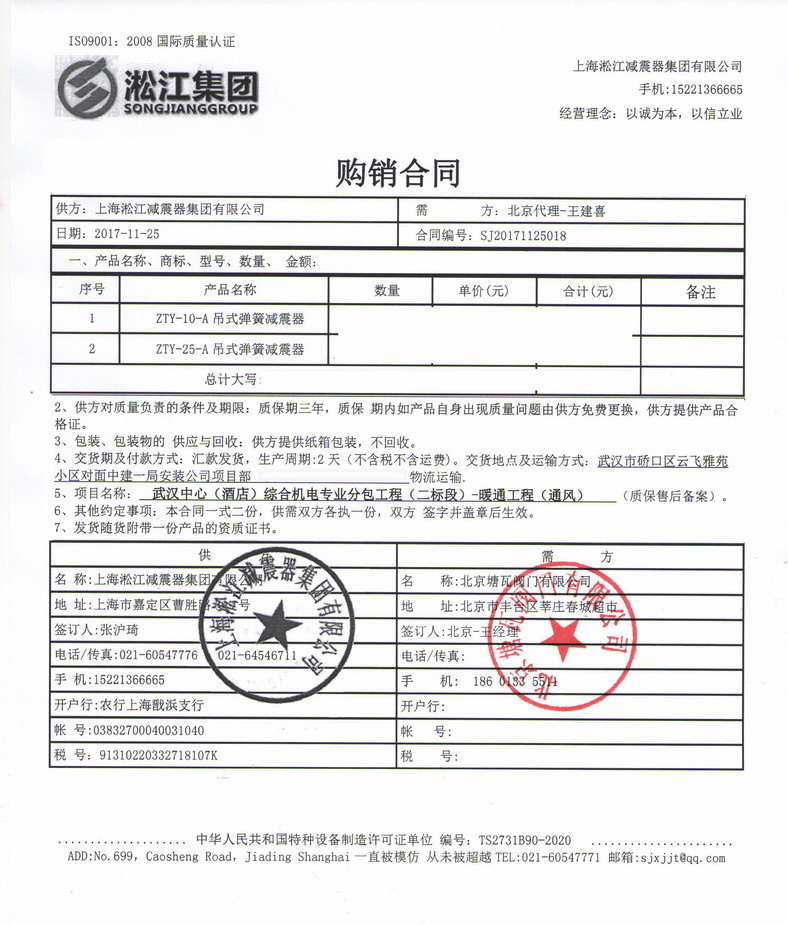 ISO9001: 2008 国际质量认证
淞江集团
SONGJIANGGROUP
上海淞江减震器集团有限公司
手机:15221366665
经营理念: 以诚为本,以信立业
购销合同
供方: 上海淞江减震器集团有限公司 需 方: 北京代理-王建喜
日期: 2017-11-25 合同编号: SJ20171125018
一、产品名称、商标、型号、数量、 金额:
序号 产品名称 数量 单价(元) 合计(元) 备注
1 ZTY-10-A 吊式弹簧减震器
2 ZTY-25-A 吊式弹簧减震器
总计大写:
2、供方对质量负责的条件及期限: 质保期三年,质保 期内如产品自身出现质量问题由供方免费更换,供方提供产品合
格证。
3、包装、包装物的 供应与回收: 供方提供纸箱包装,不回收。
4、交货期及付款方式: 汇款发货,生产周期:2 天(不含税不含运费)。交货地点及运输方式: 武汉市硚口区云飞雅苑
小区对面中建一局安装公司项目部 物流运输.
5、项目名称: 武汉中心(酒店)综合机电专业分包工程(二标段)-暖通工程(通风) (质保售后备案)。
6、其他约定事项: 本合同一式二份,供需双方各执一份,双方 签字并盖章后生效。
7、发货随货附带一份产品的资质证书。
供 需 方
名 称:上海淞江减震器集团有限公司 名 称:北京塘瓦阀门有限公司
地 址:上海市嘉定区曹胜路 号 地 址:北京市丰台区莘庄春城超市
签订人:张沪琦 签订人:北京-王经理
电话/传真:021-60547776 021-64546711 电话/传真:
手 机:15221366665 手 机: 186 0133 5514
开户行:农行上海戬浜支行 开户行:
帐 号:03832700040031040 帐 号:
税 号: 91310220332718107K 税 号:
上海淞江减震器集团有限公司
北京塘瓦阀门有限公司
................... 中华人民共和国特种设备制造许可证单位 编号: TS2731B90-2020 .....................
ADD:No.699, Caosheng Road, Jiading Shanghai 一直被模仿 从未被超越 TEL:021-60547771 邮箱:sjxjjt@qq.com